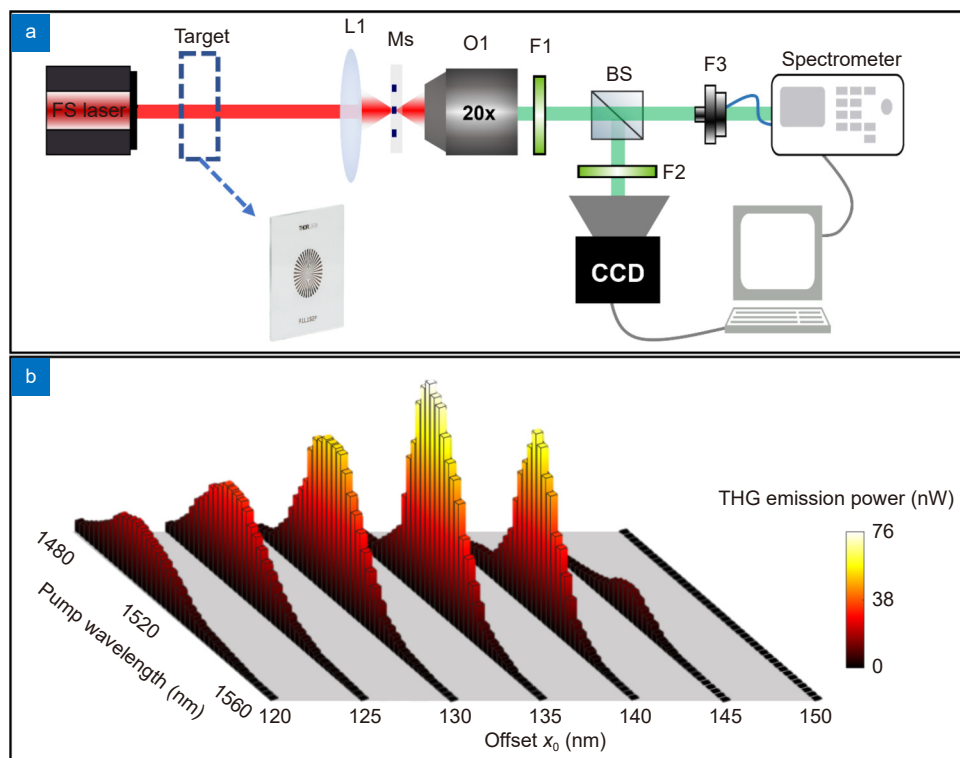 a
Target
L1
Ms
O1
F1
BS
F3
Spectrometer
FS laser
20x
F2
CCD
THOR
b
THG emission power (nW)
76
38
0
1480
1520
1560
Pump wavelength (nm)
120
125
130
135
140
145
150
Offset x₀ (nm)